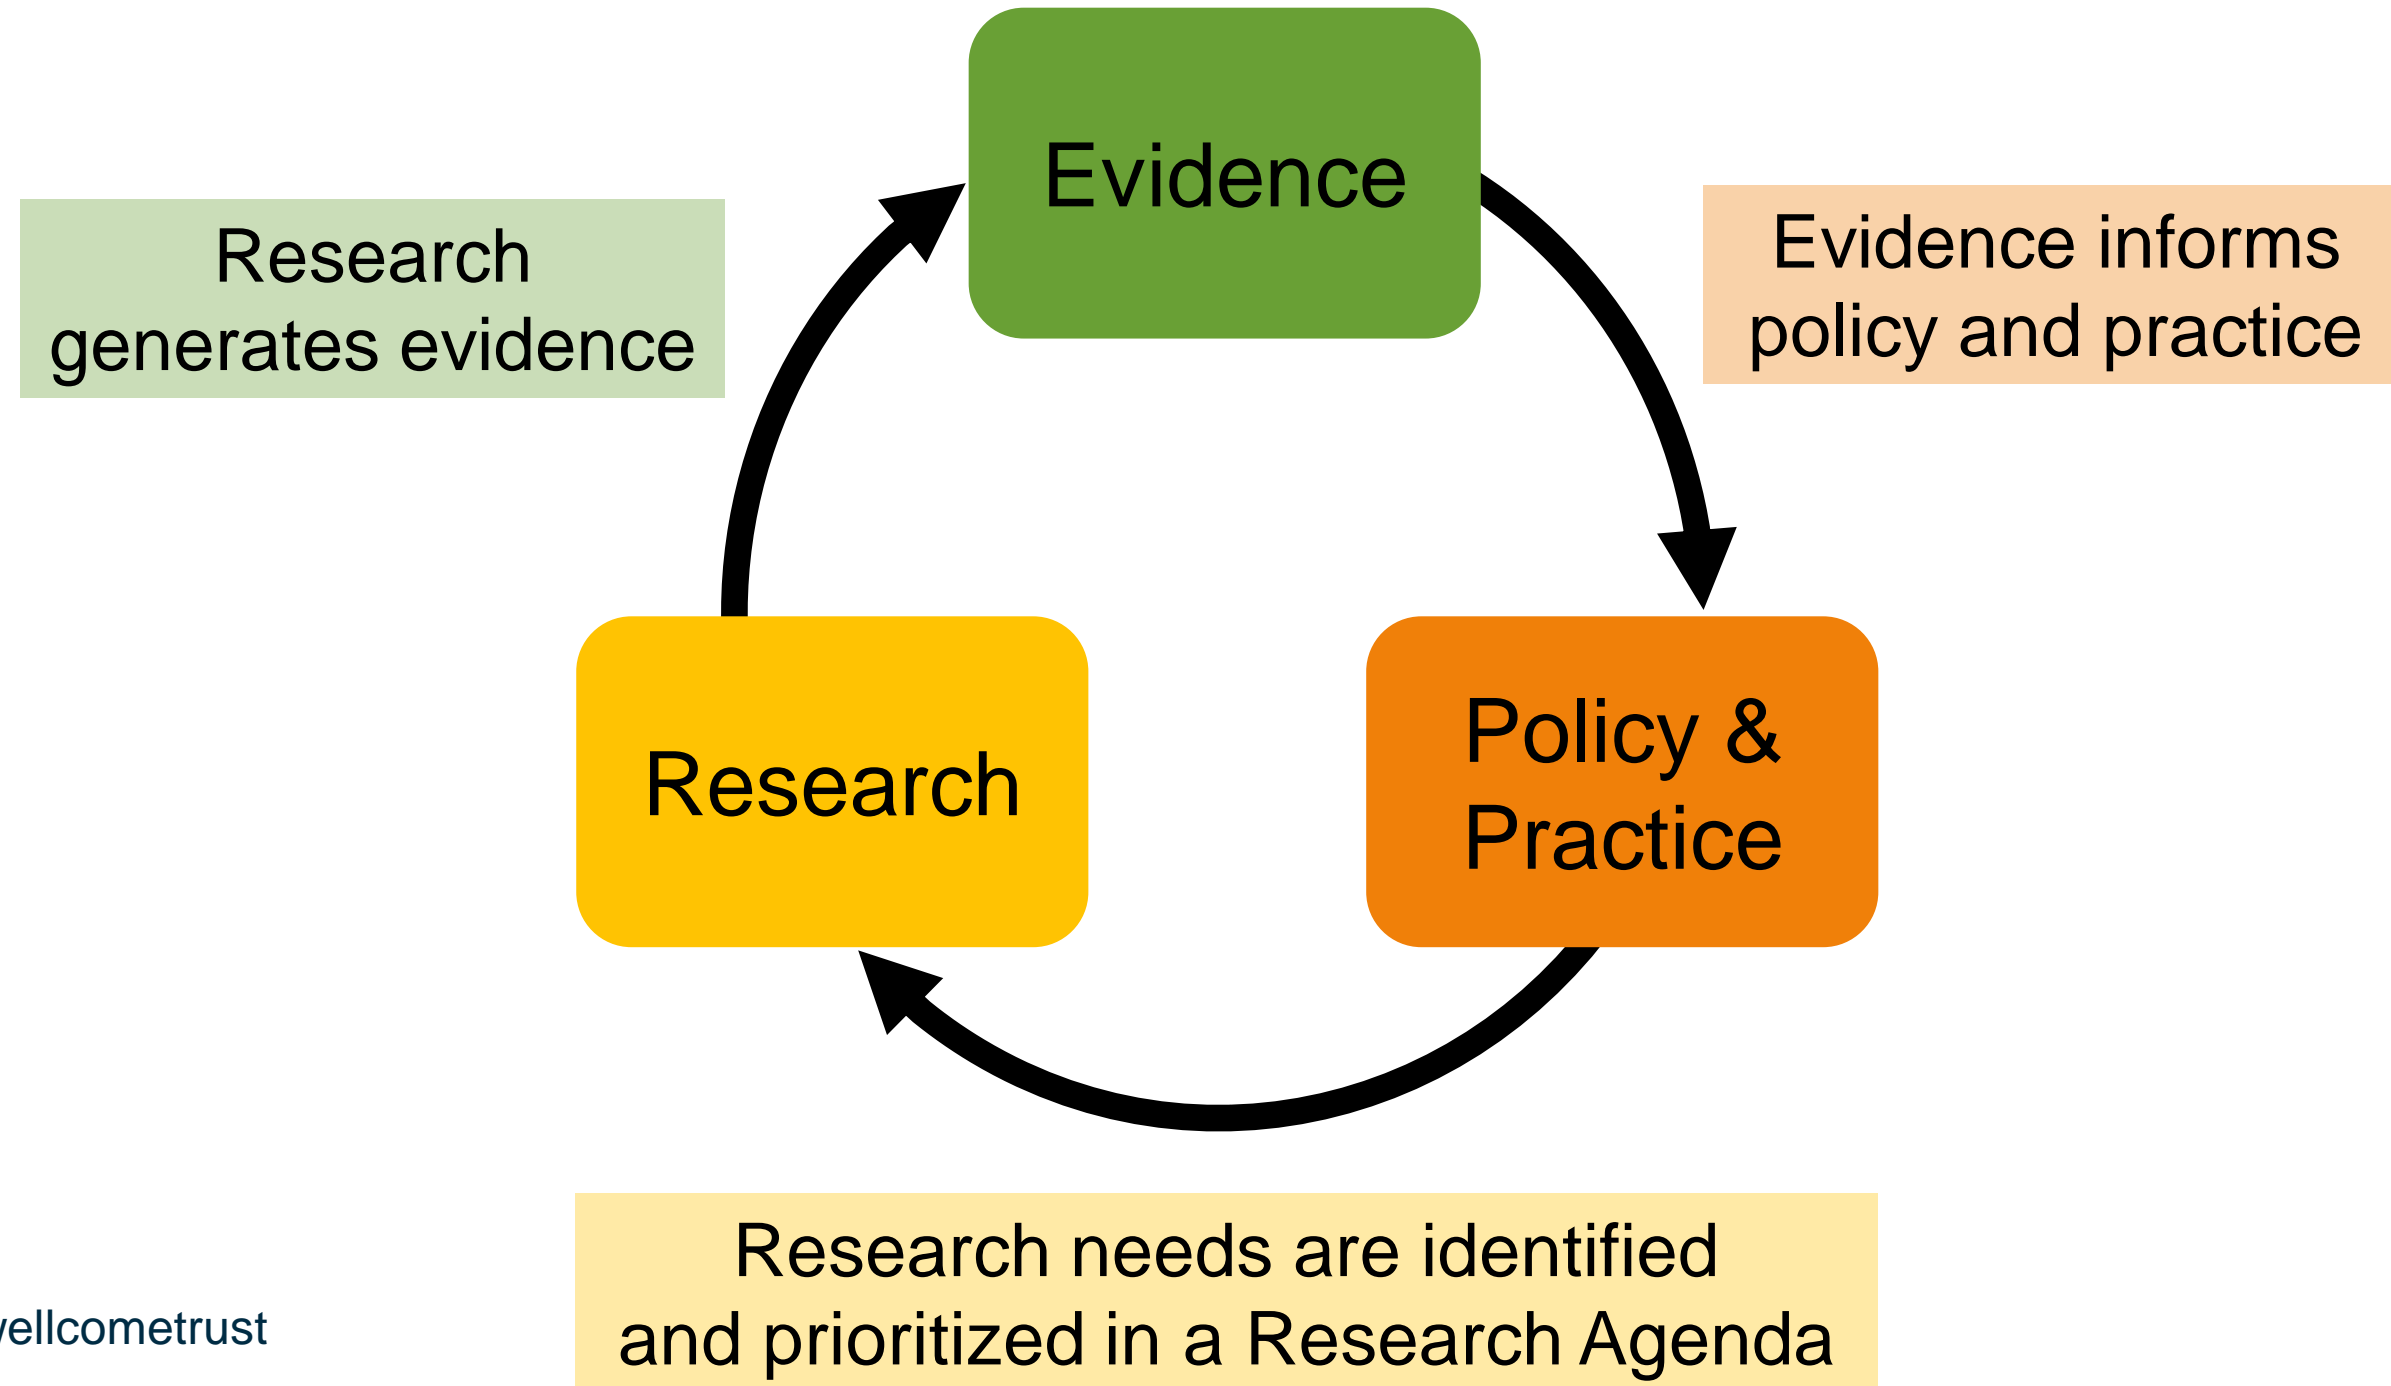 Evidence
Research
generates evidence
Evidence informs
policy and practice
Research
Policy &
Practice
Research needs are identified
and prioritized in a Research Agenda
wellcometrust